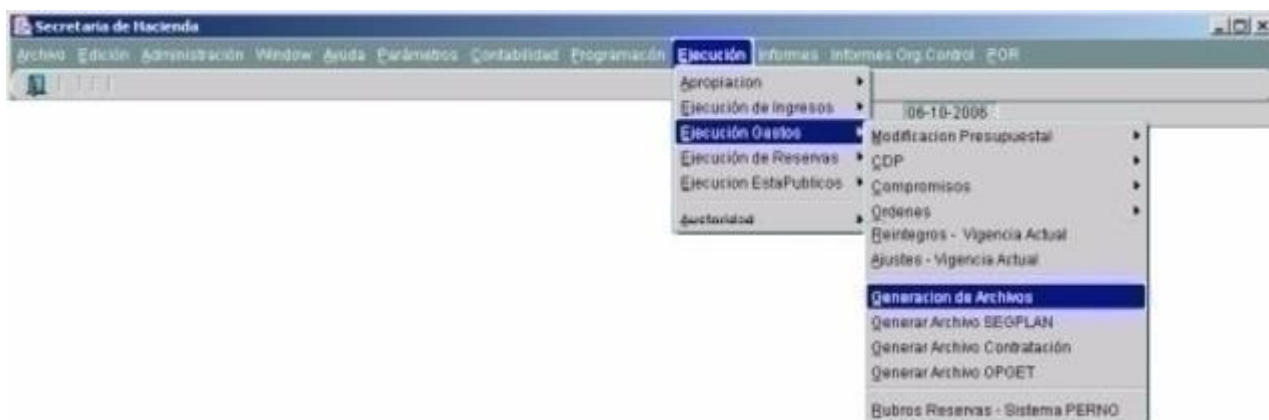 Secretaria de Hacienda
Archivo Edición Administración Window Ayuda Parámetros Contabilidad Programación Ejecución Informes Informes Org.Control POR
Apropiacion
Ejecución de Ingresos
06-10-2006
Ejecución Gastos
Modificacion Presupuestal
Ejecución de Reservas
CDP
Ejecucion EstaPublicos
Compromisos
Ordenes
Austeridad
Reintegros - Vigencia Actual
Ajustes - Vigencia Actual
Generacion de Archivos
Generar Archivo SEGPLAN
Generar Archivo Contratación
Generar Archivo OPGET
Rubros Reservas - Sistema PERNO